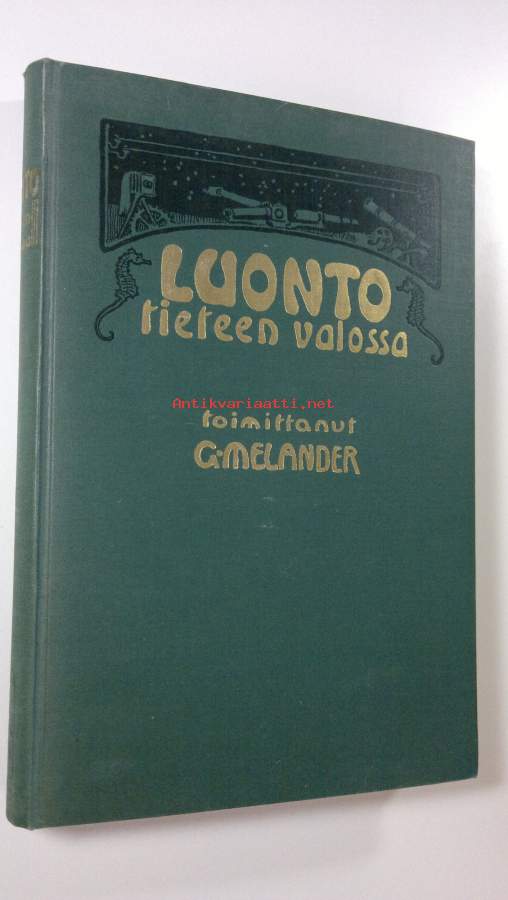 LUONTO
tieteen valossa
Antikvariaatti.net
toimittanut
G·MELANDER